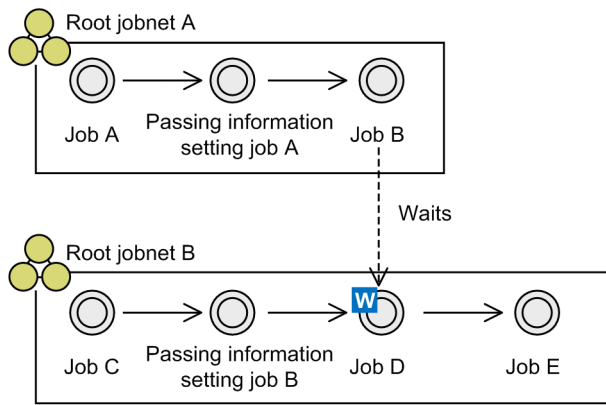 Root jobnet A
Job A
Passing information
setting job A
Job B
Waits
Root jobnet B
W
Job C
Passing information
setting job B
Job D
Job E